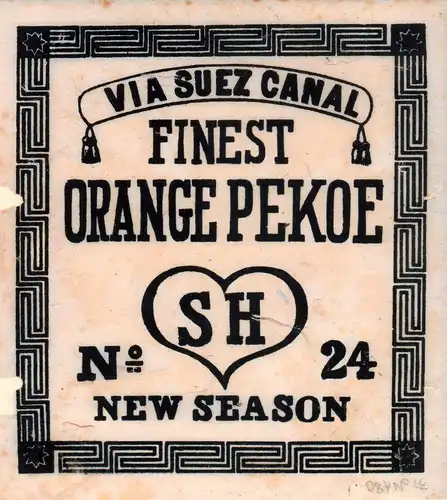 VIA SUEZ CANAL
FINEST
ORANGE PEKOE
SH
Nº 24
NEW SEASON